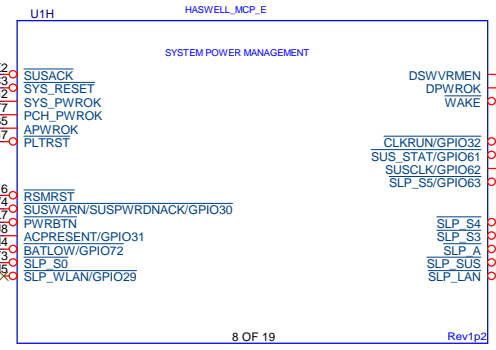 U1H
HASWELL_MCP_E
SYSTEM POWER MANAGEMENT
SUSACK
SYS_RESET
SYS_PWROK
PCH_PWROK
APWROK
PLTRST
RSMRST
SUSWARN/SUSPWRDNACK/GPIO30
PWRBTN
ACPRESENT/GPIO31
BATLOW/GPIO72
SLP_S0
SLP_WLAN/GPIO29
DSWVRMEN
DPWROK
WAKE
CLKRUN/GPIO32
SUS_STAT/GPIO61
SUSCLK/GPIO62
SLP_S5/GPIO63
SLP_S4
SLP_S3
SLP_A
SLP_SUS
SLP_LAN
8 OF 19
Rev1p2